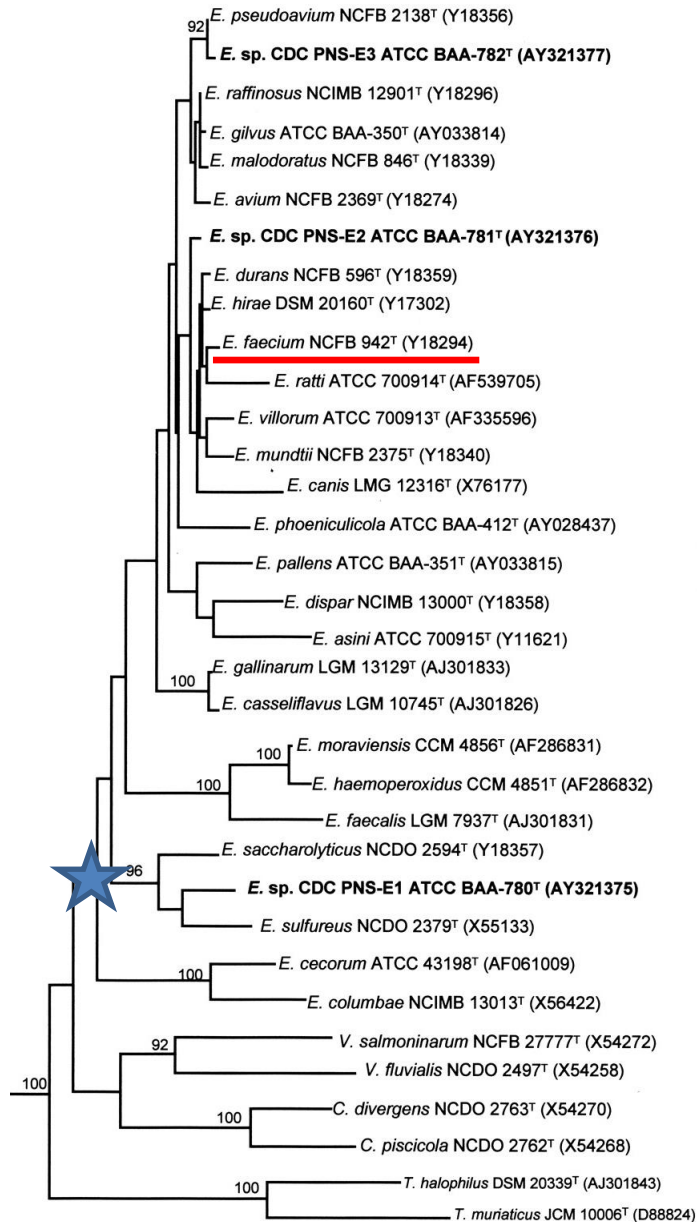 E. pseudoavium NCFB 2138ᵀ (Y18356)
92
E. sp. CDC PNS-E3 ATCC BAA-782ᵀ (AY321377)
E. raffinosus NCIMB 12901ᵀ (Y18296)
E. gilvus ATCC BAA-350ᵀ (AY033814)
E. malodoratus NCFB 846ᵀ (Y18339)
E. avium NCFB 2369ᵀ (Y18274)
E. sp. CDC PNS-E2 ATCC BAA-781ᵀ (AY321376)
E. durans NCFB 596ᵀ (Y18359)
E. hirae DSM 20160ᵀ (Y17302)
E. faecium NCFB 942ᵀ (Y18294)
E. ratti ATCC 700914ᵀ (AF539705)
E. villorum ATCC 700913ᵀ (AF335596)
E. mundtii NCFB 2375ᵀ (Y18340)
E. canis LMG 12316ᵀ (X76177)
E. phoeniculicola ATCC BAA-412ᵀ (AY028437)
E. pallens ATCC BAA-351ᵀ (AY033815)
E. dispar NCIMB 13000ᵀ (Y18358)
E. asini ATCC 700915ᵀ (Y11621)
E. gallinarum LGM 13129ᵀ (AJ301833)
100
E. casseliflavus LGM 10745ᵀ (AJ301826)
E. moraviensis CCM 4856ᵀ (AF286831)
100
E. haemoperoxidus CCM 4851ᵀ (AF286832)
100
E. faecalis LGM 7937ᵀ (AJ301831)
E. saccharolyticus NCDO 2594ᵀ (Y18357)
96
E. sp. CDC PNS-E1 ATCC BAA-780ᵀ (AY321375)
E. sulfureus NCDO 2379ᵀ (X55133)
E. cecorum ATCC 43198ᵀ (AF061009)
100
E. columbae NCIMB 13013ᵀ (X56422)
V. salmoninarum NCFB 27777ᵀ (X54272)
92
V. fluvialis NCDO 2497ᵀ (X54258)
100
C. divergens NCDO 2763ᵀ (X54270)
100
C. piscicola NCDO 2762ᵀ (X54268)
T. halophilus DSM 20339ᵀ (AJ301843)
100
T. muriaticus JCM 10006ᵀ (D88824)